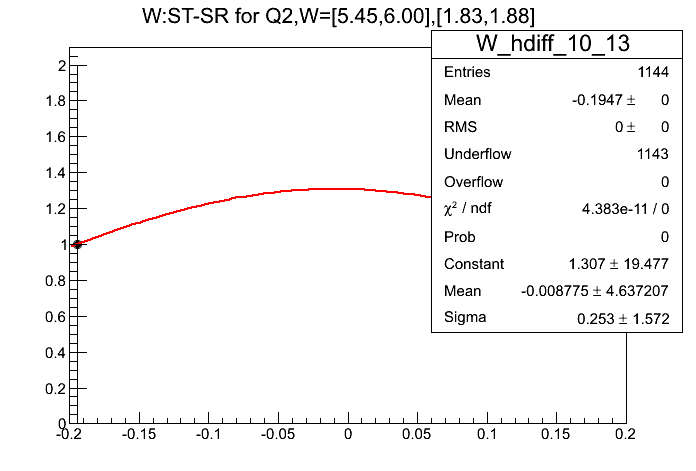 W:ST-SR for Q2,W=[5.45,6.00],[1.83,1.88]
W_hdiff_10_13
Entries 1144
Mean -0.1947 ± 0
RMS 0 ± 0
Underflow 1143
Overflow 0
χ² / ndf 4.383e-11 / 0
Prob 0
Constant 1.307 ± 19.477
Mean -0.008775 ± 4.637207
Sigma 0.253 ± 1.572
2
1.8
1.6
1.4
1.2
1
0.8
0.6
0.4
0.2
0
-0.2 -0.15 -0.1 -0.05 0 0.05 0.1 0.15 0.2